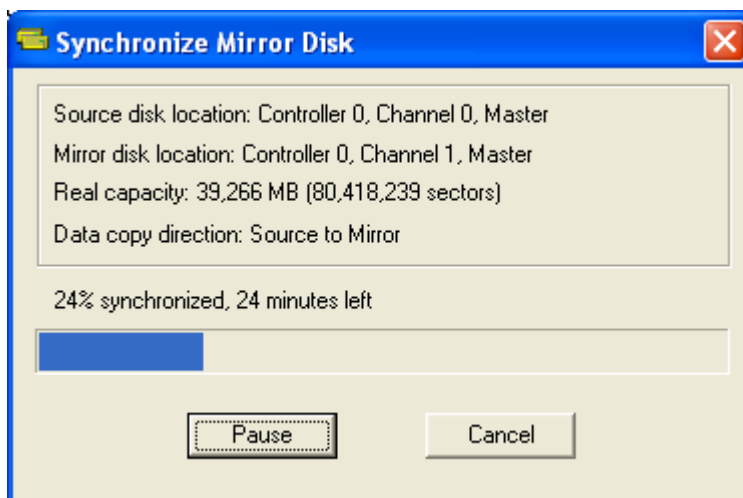 Synchronize Mirror Disk
Source disk location: Controller 0, Channel 0, Master
Mirror disk location: Controller 0, Channel 1, Master
Real capacity: 39,266 MB (80,418,239 sectors)
Data copy direction: Source to Mirror
24% synchronized, 24 minutes left
Pause Cancel